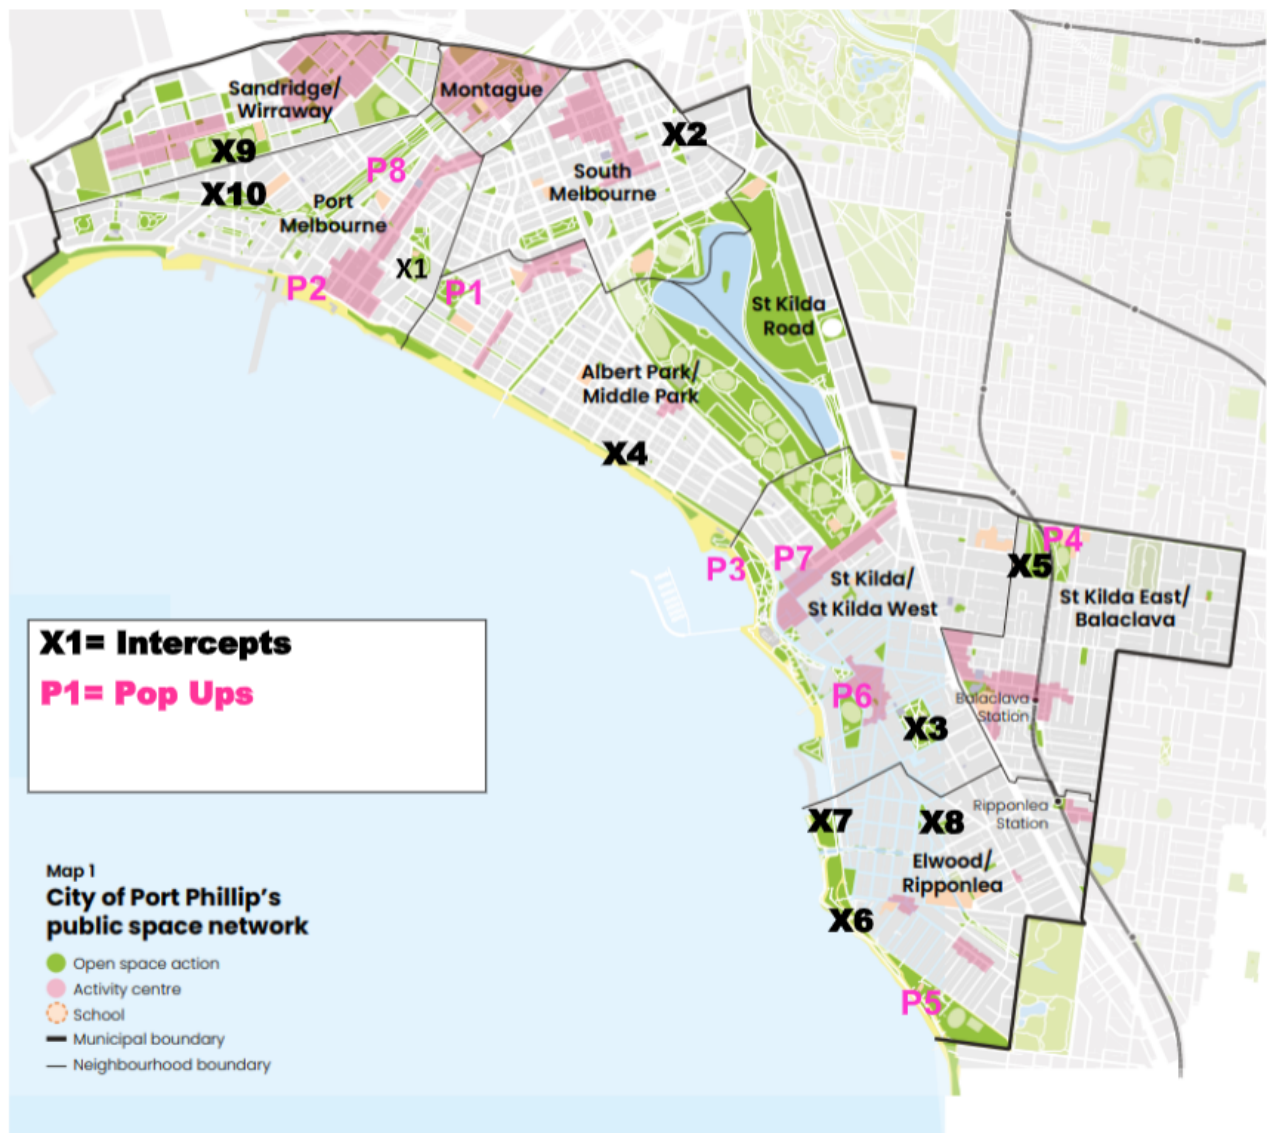 Sandridge/
Wirraway
Montague
X2
X9
P8
South
Melbourne
X10
Port
Melbourne
X1
P2
P1
St Kilda
Road
Albert Park/
Middle Park
X4
P4
P7
P3
X5
St Kilda/
St Kilda West
St Kilda East/
Balaclava
X1= Intercepts
P1= Pop Ups
P6
Balaclava
Station
X3
Ripponlea
Station
X7
X8
Elwood/
Ripponlea
X6
P5
Map 1
City of Port Phillip's
public space network
Open space action
Activity centre
School
Municipal boundary
Neighbourhood boundary